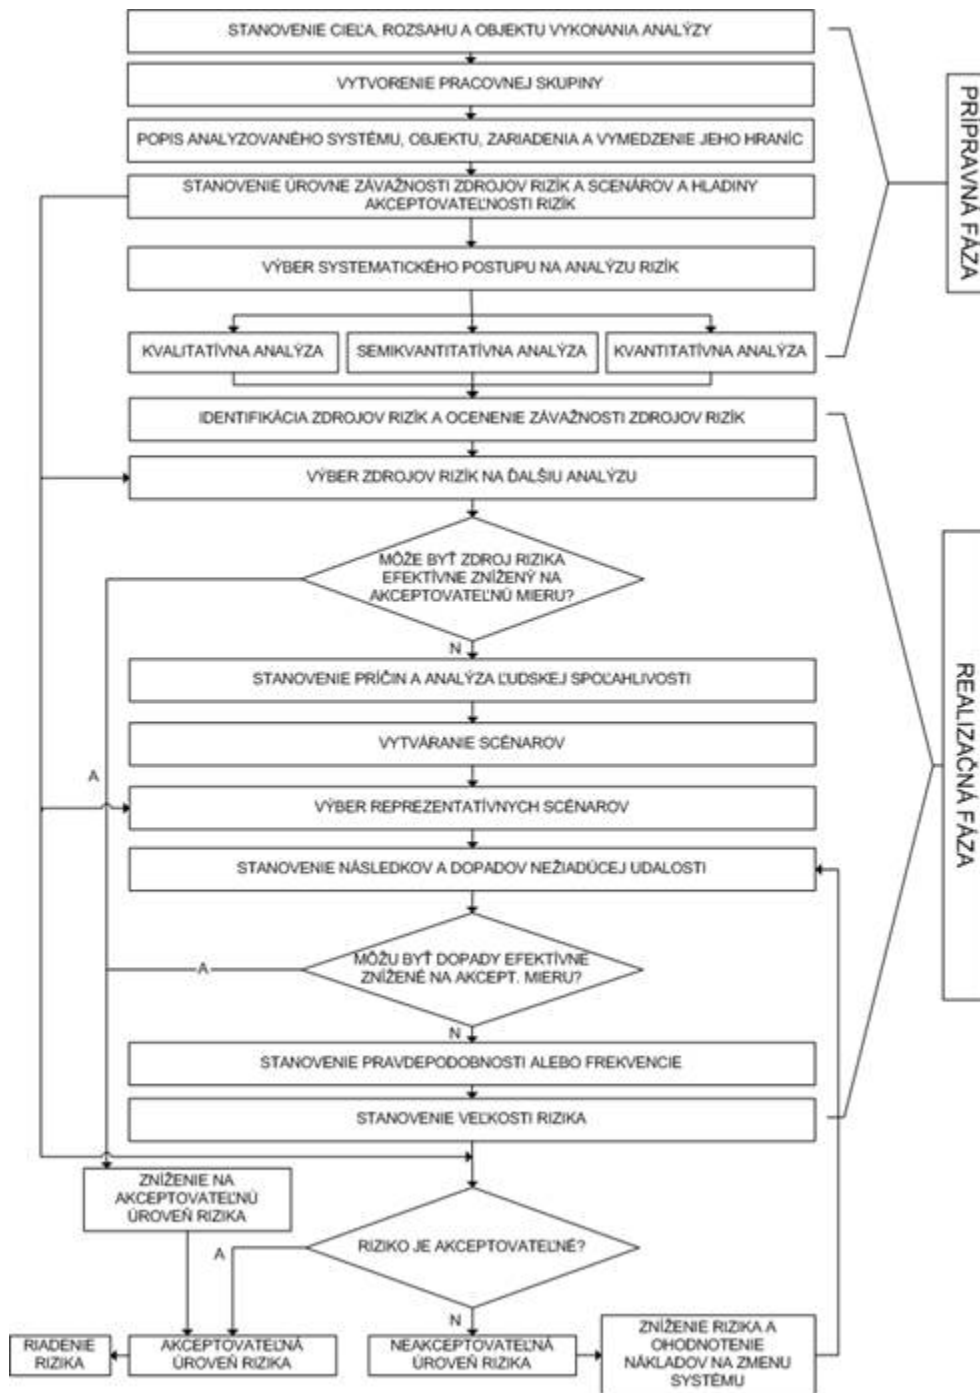 STANOVENIE CIEĽA, ROZSAHU A OBJEKTU VYKONANIA ANALÝZY
VYTVORENIE PRACOVNEJ SKUPINY
POPIS ANALYZOVANÉHO SYSTÉMU, OBJEKTU, ZARIADENIA A VYMEDZENIE JEHO HRANÍC
STANOVENIE ÚROVNE ZÁVAŽNOSTI ZDROJOV RIZÍK A SCENÁROV A HLADINY
AKCEPTOVATEĽNOSTI RIZÍK
VÝBER SYSTEMATICKÉHO POSTUPU NA ANALÝZU RIZÍK
PRÍPRAVNÁ FÁZA
KVALITATÍVNA ANALÝZA
SEMIKVANTITATÍVNA ANALÝZA
KVANTITATÍVNA ANALÝZA
IDENTIFIKÁCIA ZDROJOV RIZÍK A OCENENIE ZÁVAŽNOSTI ZDROJOV RIZÍK
VÝBER ZDROJOV RIZÍK NA ĎALŠIU ANALÝZU
MÔŽE BYŤ ZDROJ RIZIKA
EFEKTÍVNE ZNÍŽENÝ NA
AKCEPTOVATEĽNÚ MIERU?
N
STANOVENIE PRÍČIN A ANALÝZA ĽUDSKEJ SPOĽAHLIVOSTI
VYTVÁRANIE SCÉNAROV
A
VÝBER REPREZENTATÍVNYCH SCÉNAROV
REALIZAČNÁ FÁZA
STANOVENIE NÁSLEDKOV A DOPADOV NEŽIADÚCEJ UDALOSTI
MÔŽU BYŤ DOPADY EFEKTÍVNE
ZNÍŽENÉ NA AKCEPT. MIERU?
A
N
STANOVENIE PRAVDEPODOBNOSTI ALEBO FREKVENCIE
STANOVENIE VEĽKOSTI RIZIKA
ZNÍŽENIE NA
AKCEPTOVATEĽNÚ
ÚROVEŇ RIZIKA
RIZIKO JE AKCEPTOVATEĽNÉ?
A
N
RIADENIE
RIZIKA
AKCEPTOVATEĽNÁ
ÚROVEŇ RIZIKA
NEAKCEPTOVATEĽNÁ
ÚROVEŇ RIZIKA
ZNÍŽENIE RIZIKA A
OHODNOTENIE
NÁKLADOV NA ZMENU
SYSTÉMU